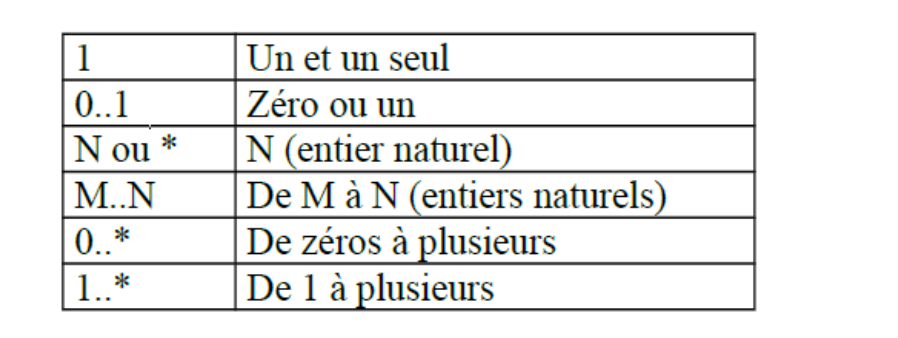 1 Un et un seul
0..1 Zéro ou un
N ou * N (entier naturel)
M..N De M à N (entiers naturels)
0..* De zéros à plusieurs
1..* De 1 à plusieurs